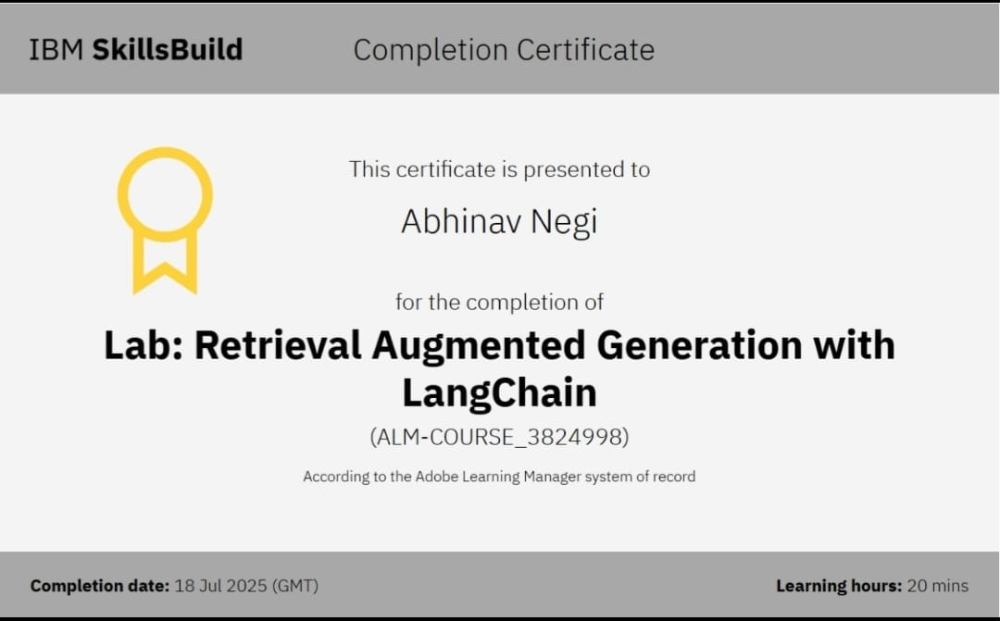 IBM SkillsBuild
Completion Certificate
This certificate is presented to
Abhinav Negi
for the completion of
Lab: Retrieval Augmented Generation with
LangChain
(ALM-COURSE_3824998)
According to the Adobe Learning Manager system of record
Completion date: 18 Jul 2025 (GMT)
Learning hours: 20 mins